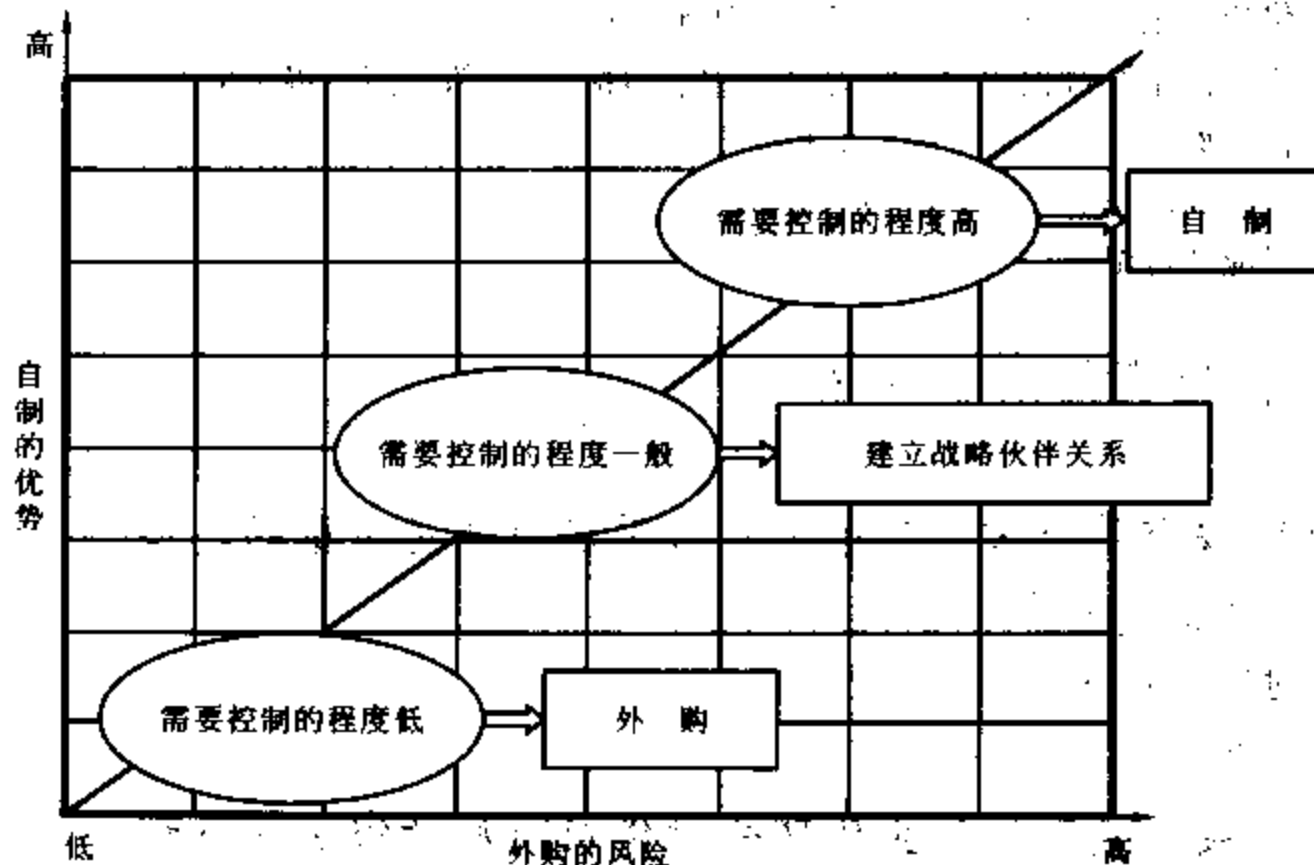 高
需要控制的程度高
自 制
自制的优势
需要控制的程度一般
建立战略伙伴关系
需要控制的程度低
外 购
低
外购的风险
高